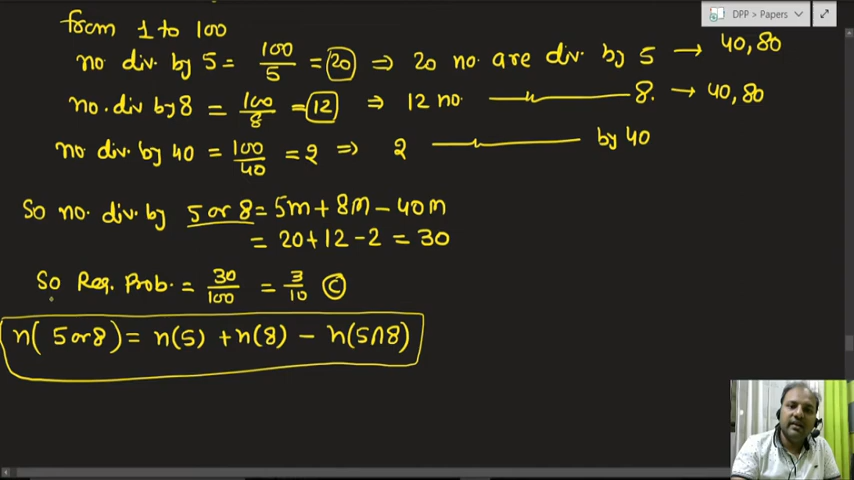 DPP > Papers
from 1 to 100
no div. by 5 = 100/5 = 20 ⇒ 20 no. are div. by 5 → 40,80
no. div by 8 = 100/8 = 12 ⇒ 12 no. 8. → 40,80
no div. by 40 = 100/40 = 2 ⇒ 2 by 40
So no. div. by 5 or 8 = 5m + 8m - 40m
= 20+12-2 = 30
So Req. Prob. = 30/100 = 3/10 C
n( 5 or 8) = n(5) + n(8) - n(5∩8)